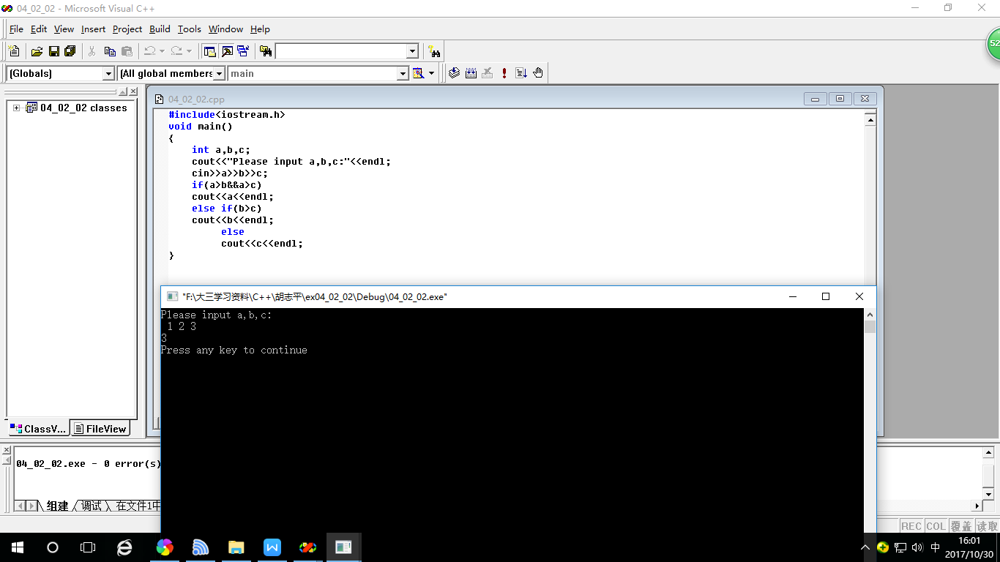 04_02_02 - Microsoft Visual C++
File Edit View Insert Project Build Tools Window Help
52
(Globals) (All global members main
04_02_02 classes
04_02_02.cpp
#include<iostream.h>
void main()
{
int a,b,c;
cout<<"Please input a,b,c:"<<endl;
cin>>a>>b>>c;
if(a>b&&a>c)
cout<<a<<endl;
else if(b>c)
cout<<b<<endl;
else
cout<<c<<endl;
}
"F:\大三学习资料\C++\胡志平\ex04_02_02\Debug\04_02_02.exe"
Please input a,b,c:
1 2 3
3
Press any key to continue
ClassV... FileView
04_02_02.exe - 0 error(s)
组建 调试 在文件1中
REC COL 覆盖 读取
中
16:01
2017/10/30